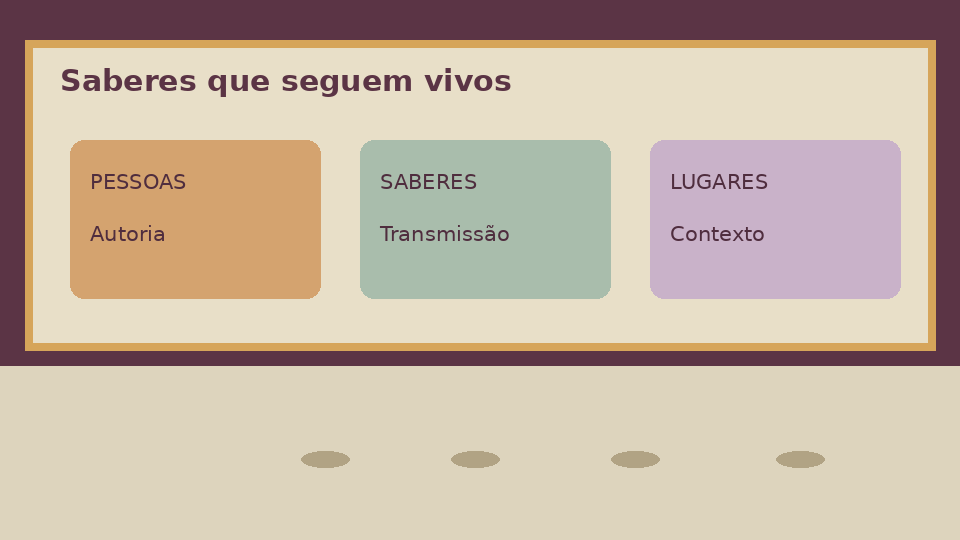 Saberes que seguem vivos
PESSOAS
Autoria
SABERES
Transmissão
LUGARES
Contexto